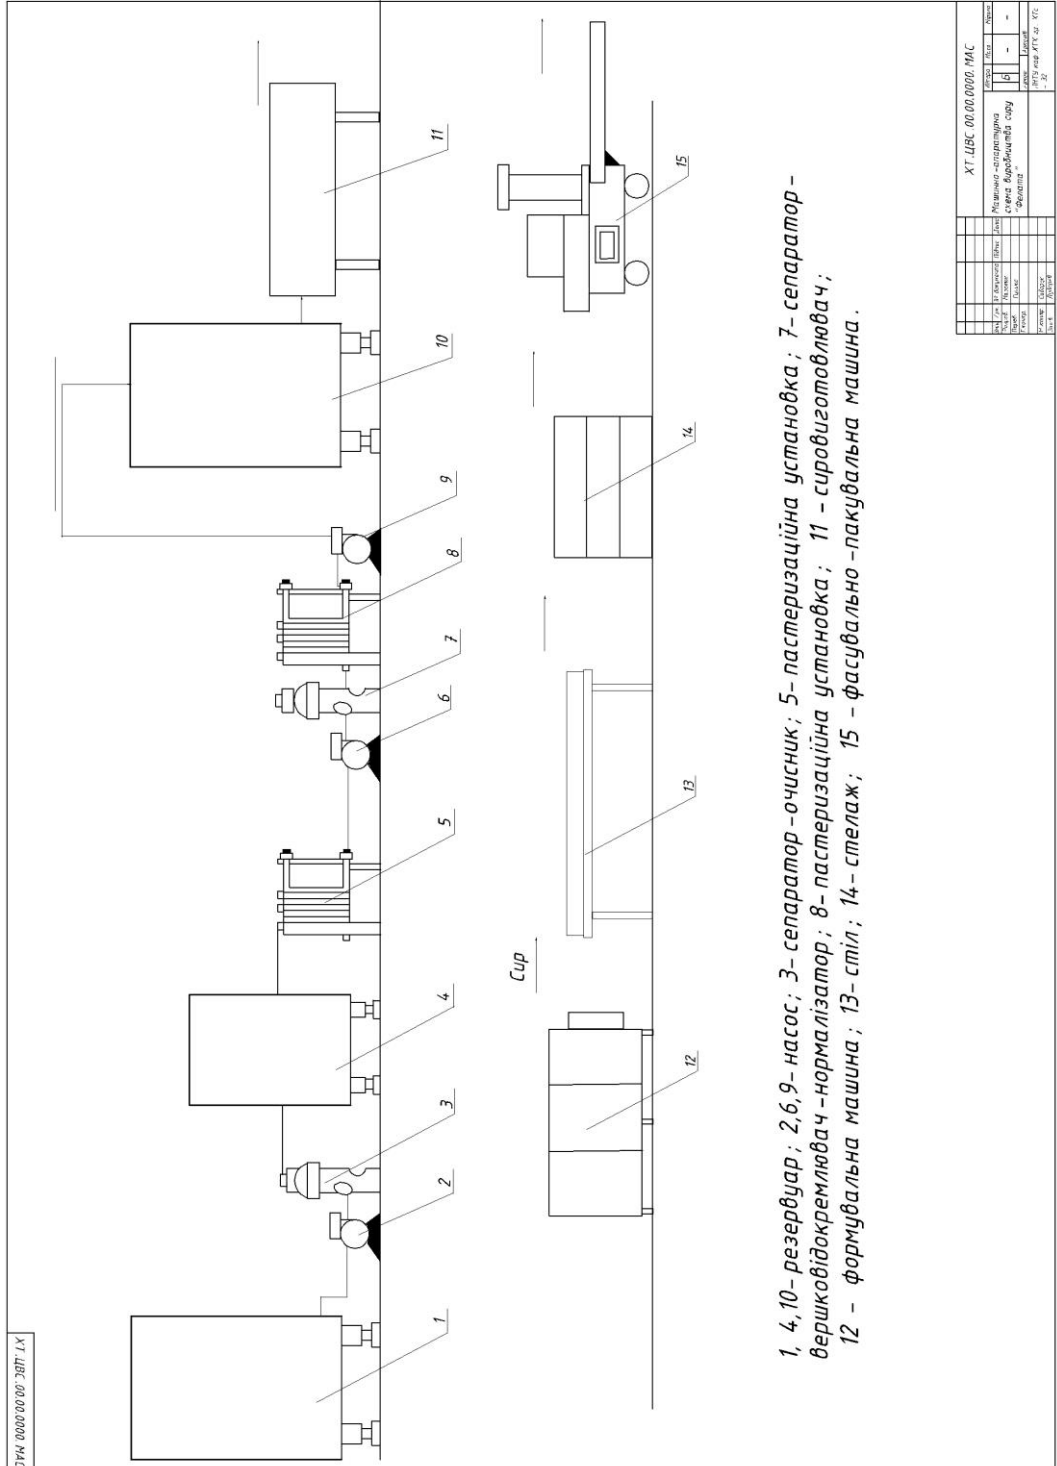 1
2
3
4
5
6
7
8
9
10
11
Сир
12
13
14
15
1, 4,10– резервуар ; 2,6,9– насос ; 3– сепаратор –очисник ; 5– пастеризаційна установка ; 7– сепаратор –
вершковідокремлювач –нормалізатор ; 8– пастеризаційна установка ; 11 – сировиготовлювач ;
12 – формувальна машина ; 13– стіл ; 14– стелаж ; 15 – фасувально –пакувальна машина .
ХТ.ЦВС.00.00.0000.МАС
Машинно –апаратурна
схема виробництва сиру
ХТ.ЦВС.00.00.0000 МАС